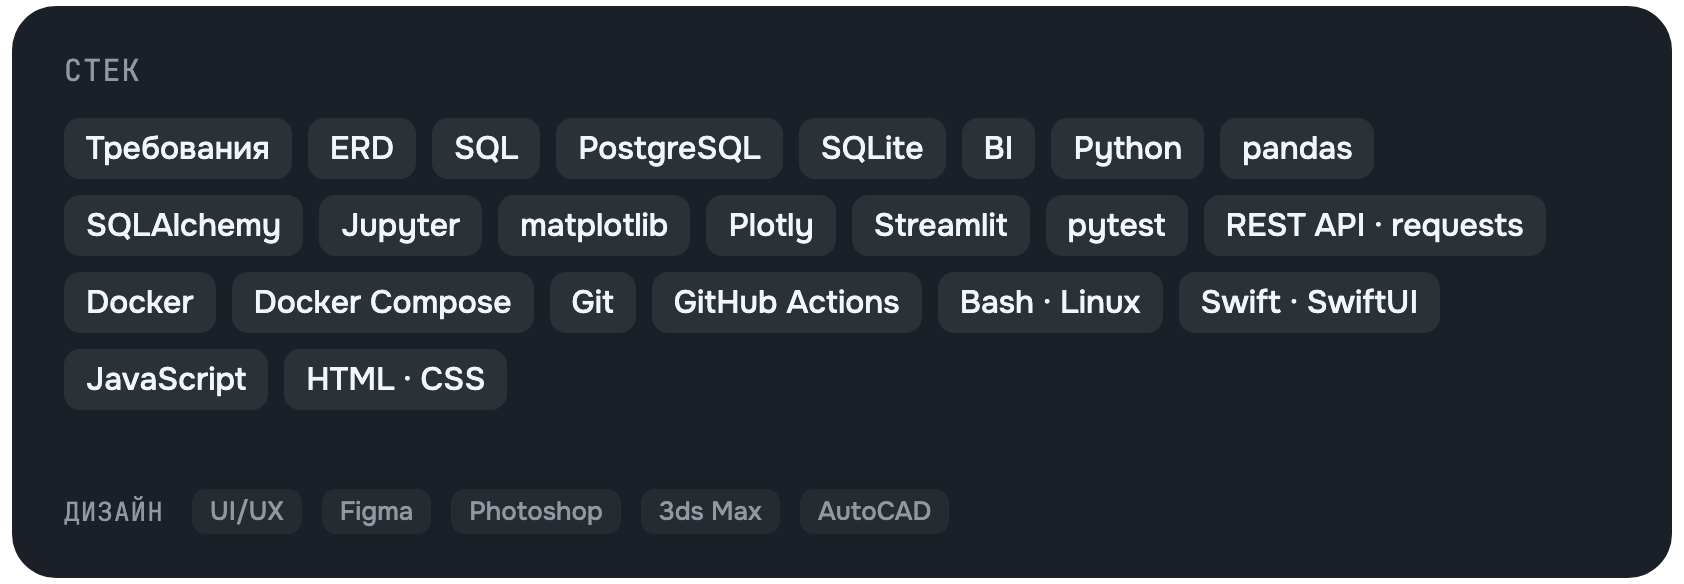 СТЕК
Требования ERD SQL PostgreSQL SQLite BI Python pandas
SQLAlchemy Jupyter matplotlib Plotly Streamlit pytest REST API · requests
Docker Docker Compose Git GitHub Actions Bash · Linux Swift · SwiftUI
JavaScript HTML · CSS
ДИЗАЙН UI/UX Figma Photoshop 3ds Max AutoCAD